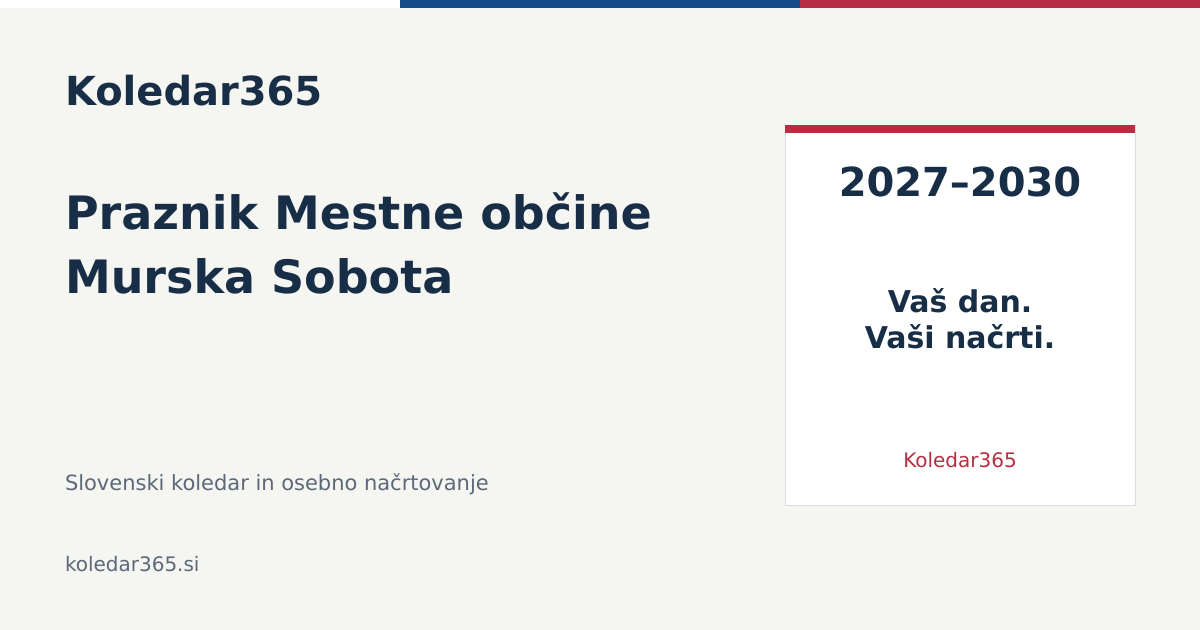 Koledar365
Praznik Mestne občine
Murska Sobota
Slovenski koledar in osebno načrtovanje
koledar365.si
2027–2030
Vaš dan.
Vaši načrti.
Koledar365